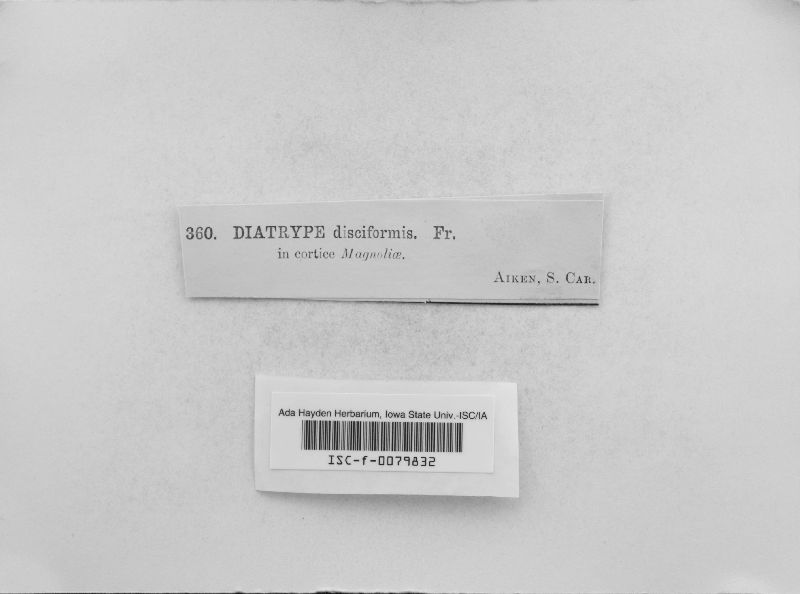 360. DIATRYPE disciformis. Fr.
in cortice Magnoliæ.
AIKEN, S. CAR.
Ada Hayden Herbarium, Iowa State Univ.-ISC/IA
ISC-f-0079832